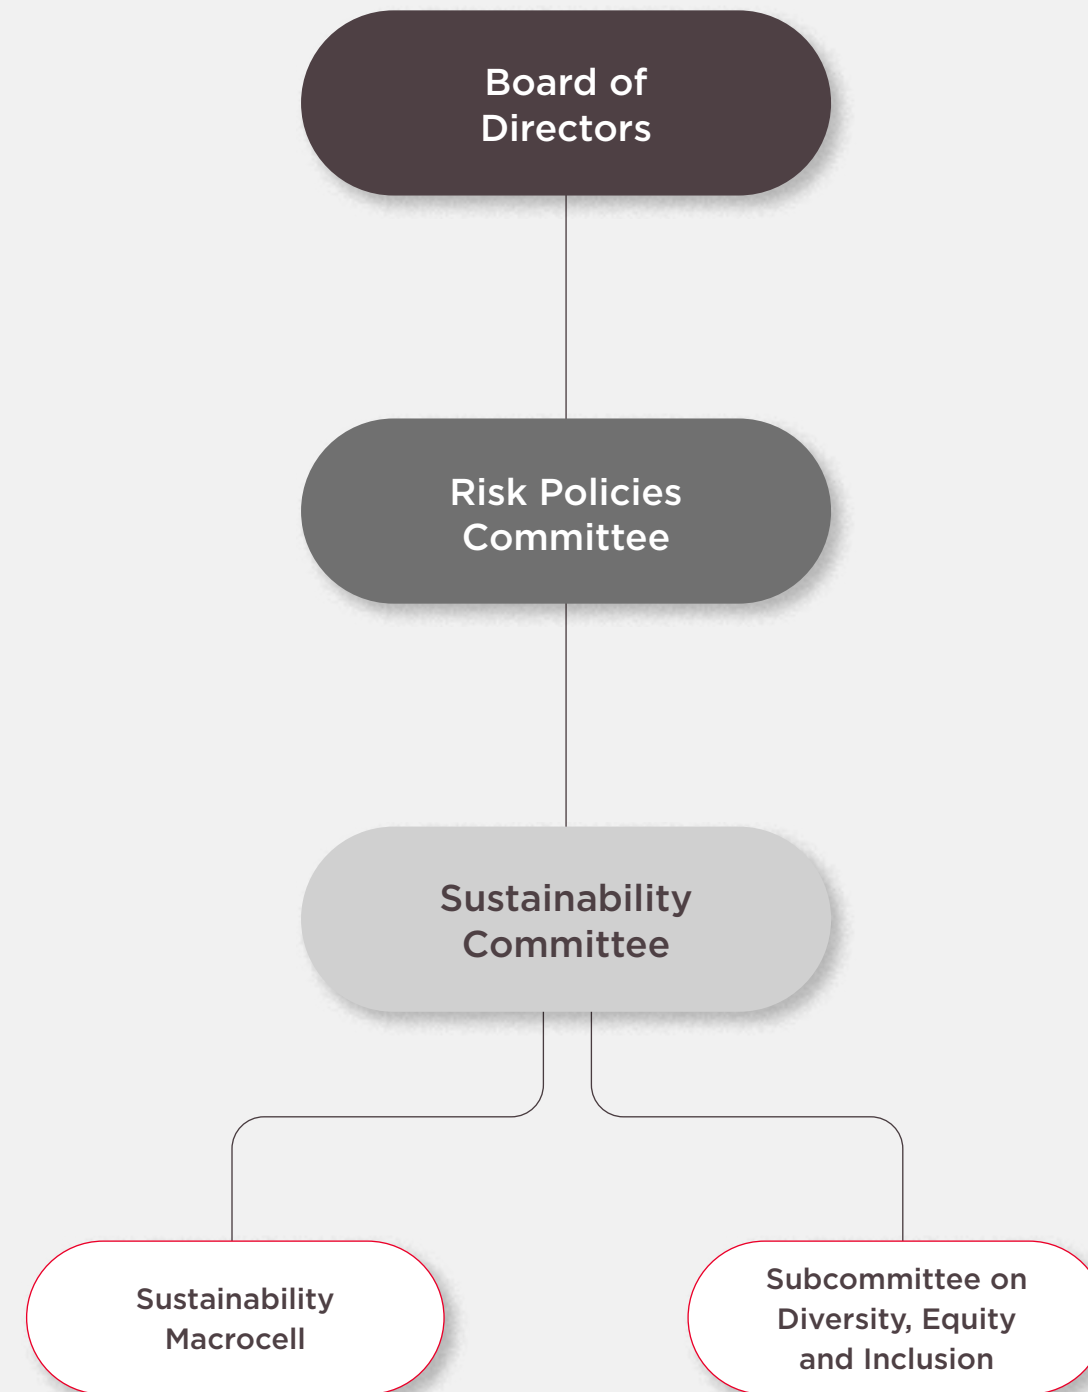 Board of
Directors
Risk Policies
Committee
Sustainability
Committee
Sustainability
Macrocell
Subcommittee on
Diversity, Equity
and Inclusion